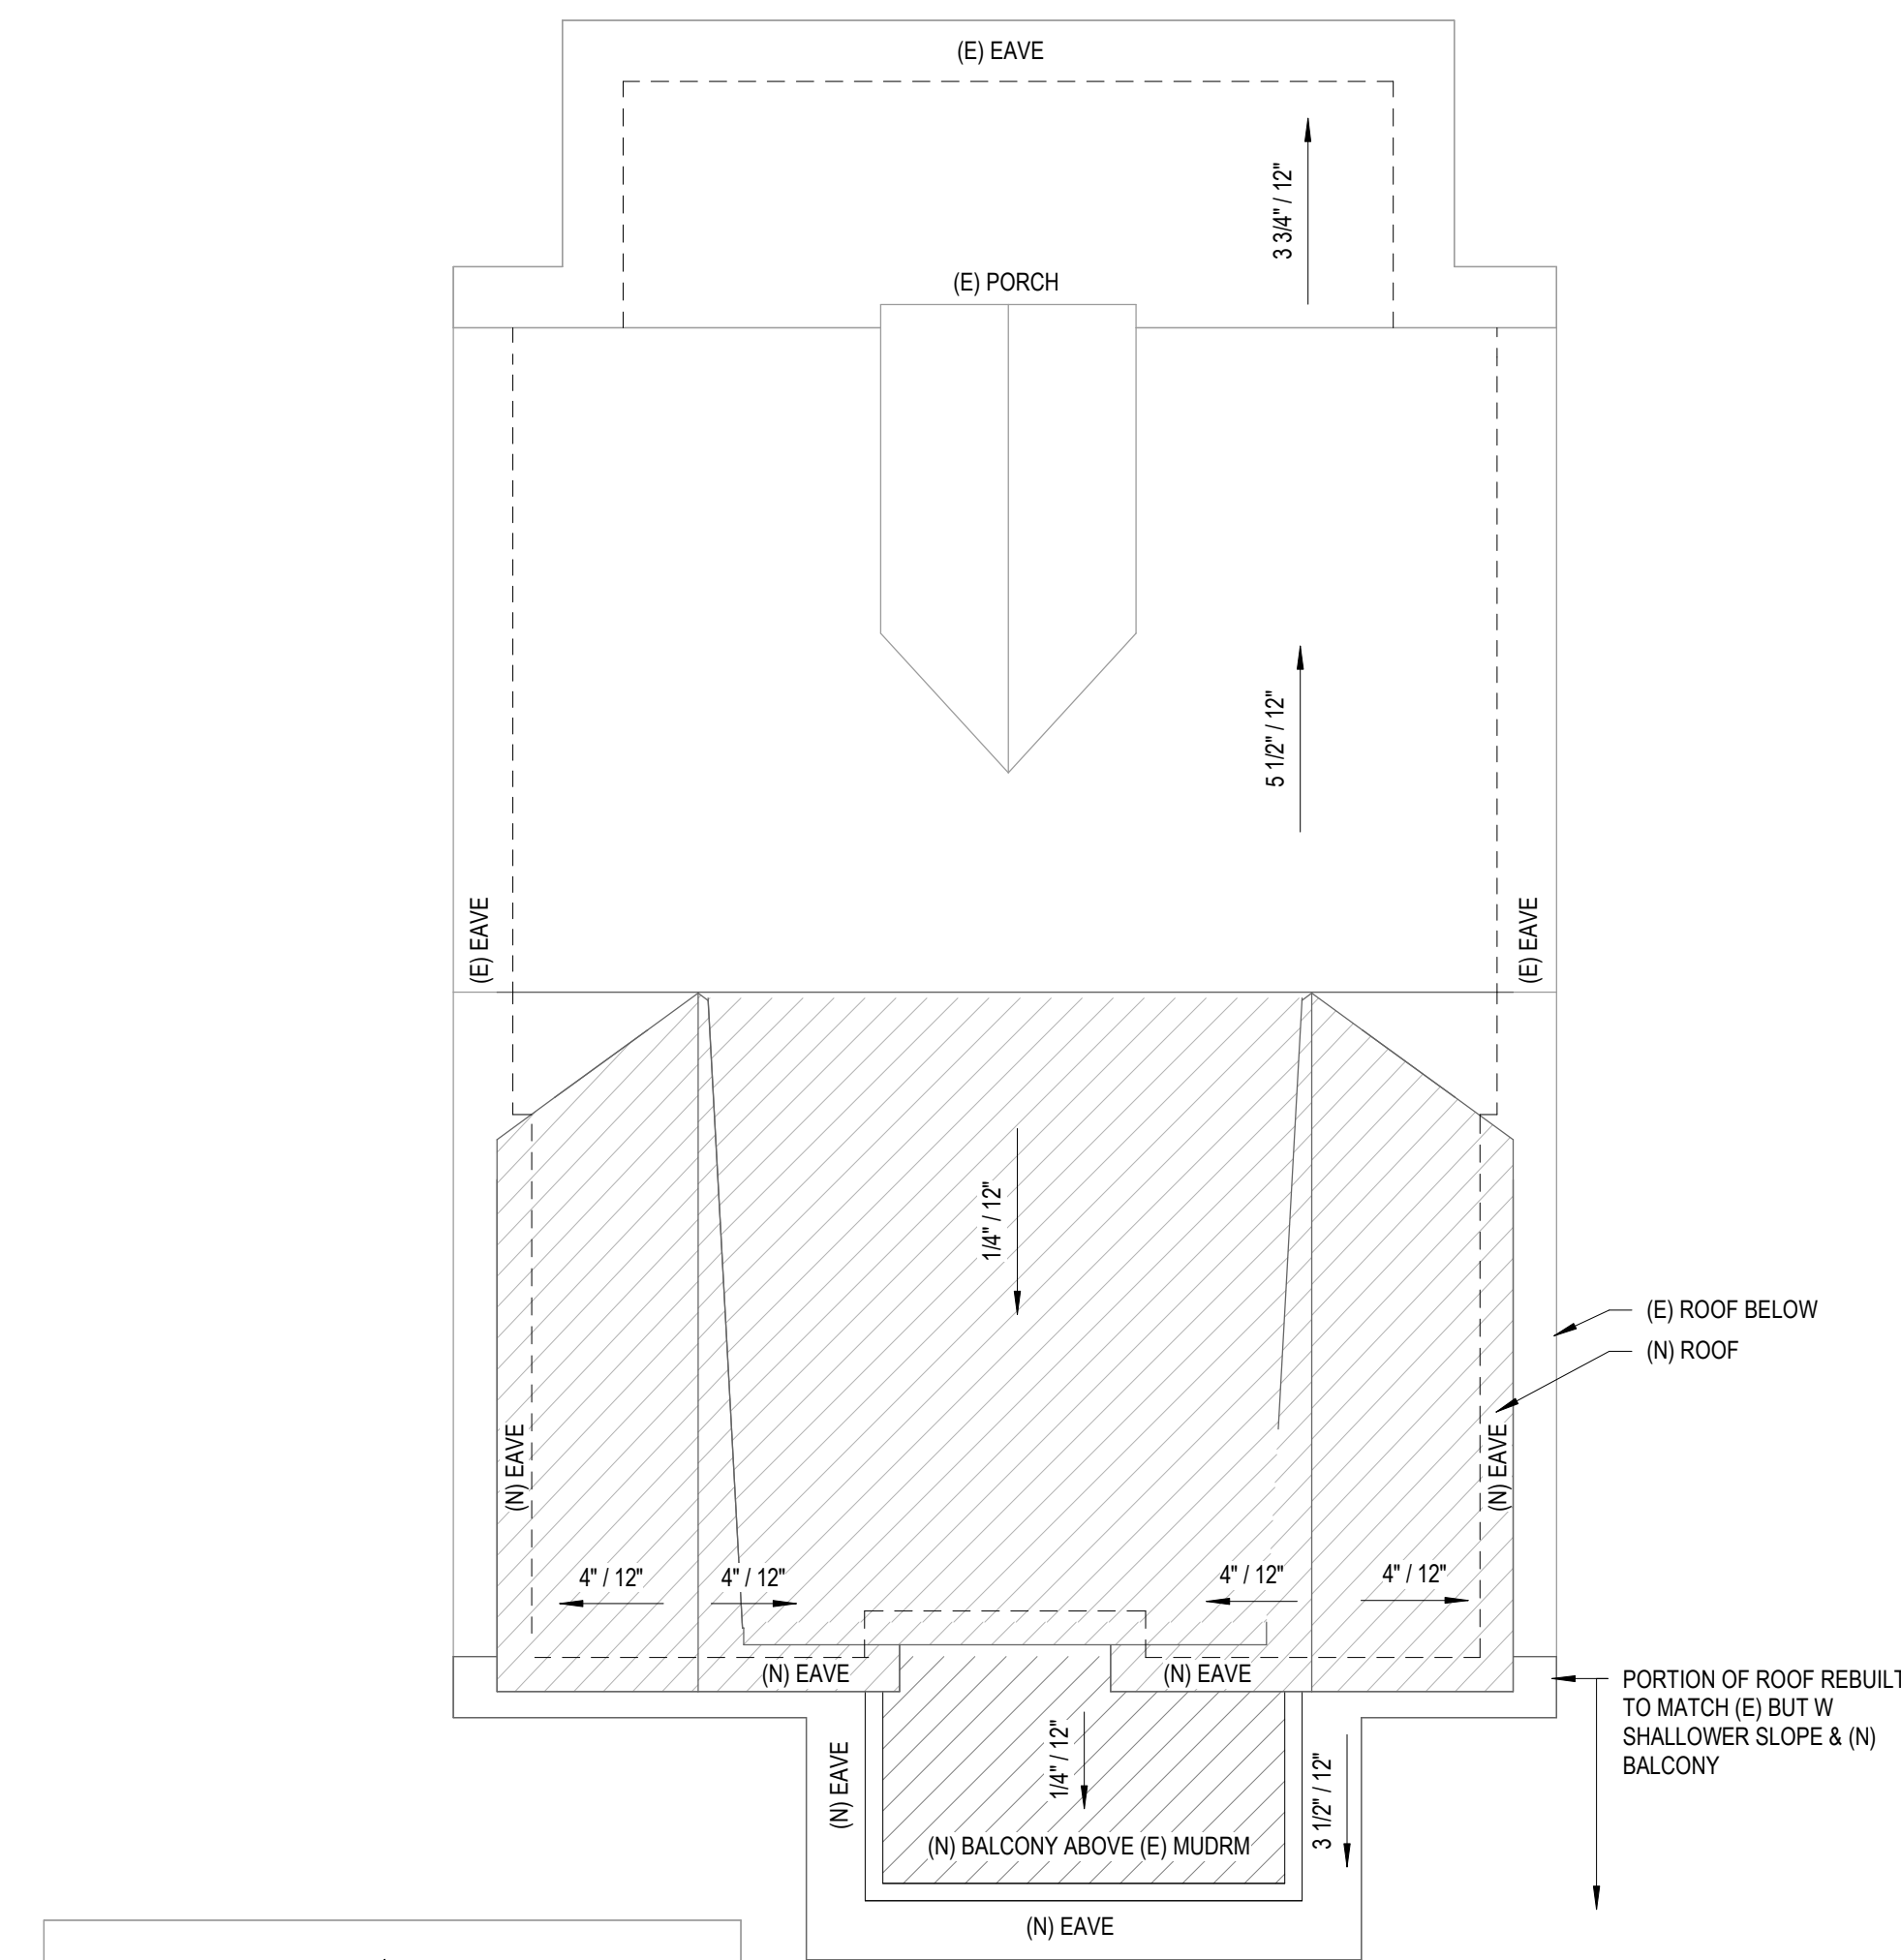 (E) EAVE
3 3/4" / 12"
(E) PORCH
5 1/2" / 12"
(E) EAVE
(E) EAVE
1/4" / 12"
(E) ROOF BELOW
(N) ROOF
(N) EAVE
(N) EAVE
4" / 12"
4" / 12"
4" / 12"
4" / 12"
(N) EAVE
(N) EAVE
PORTION OF ROOF REBUILT
TO MATCH (E) BUT W
SHALLOWER SLOPE & (N)
BALCONY
(N) EAVE
1/4" / 12"
3 1/2" / 12"
(N) BALCONY ABOVE (E) MUDRM
(N) EAVE